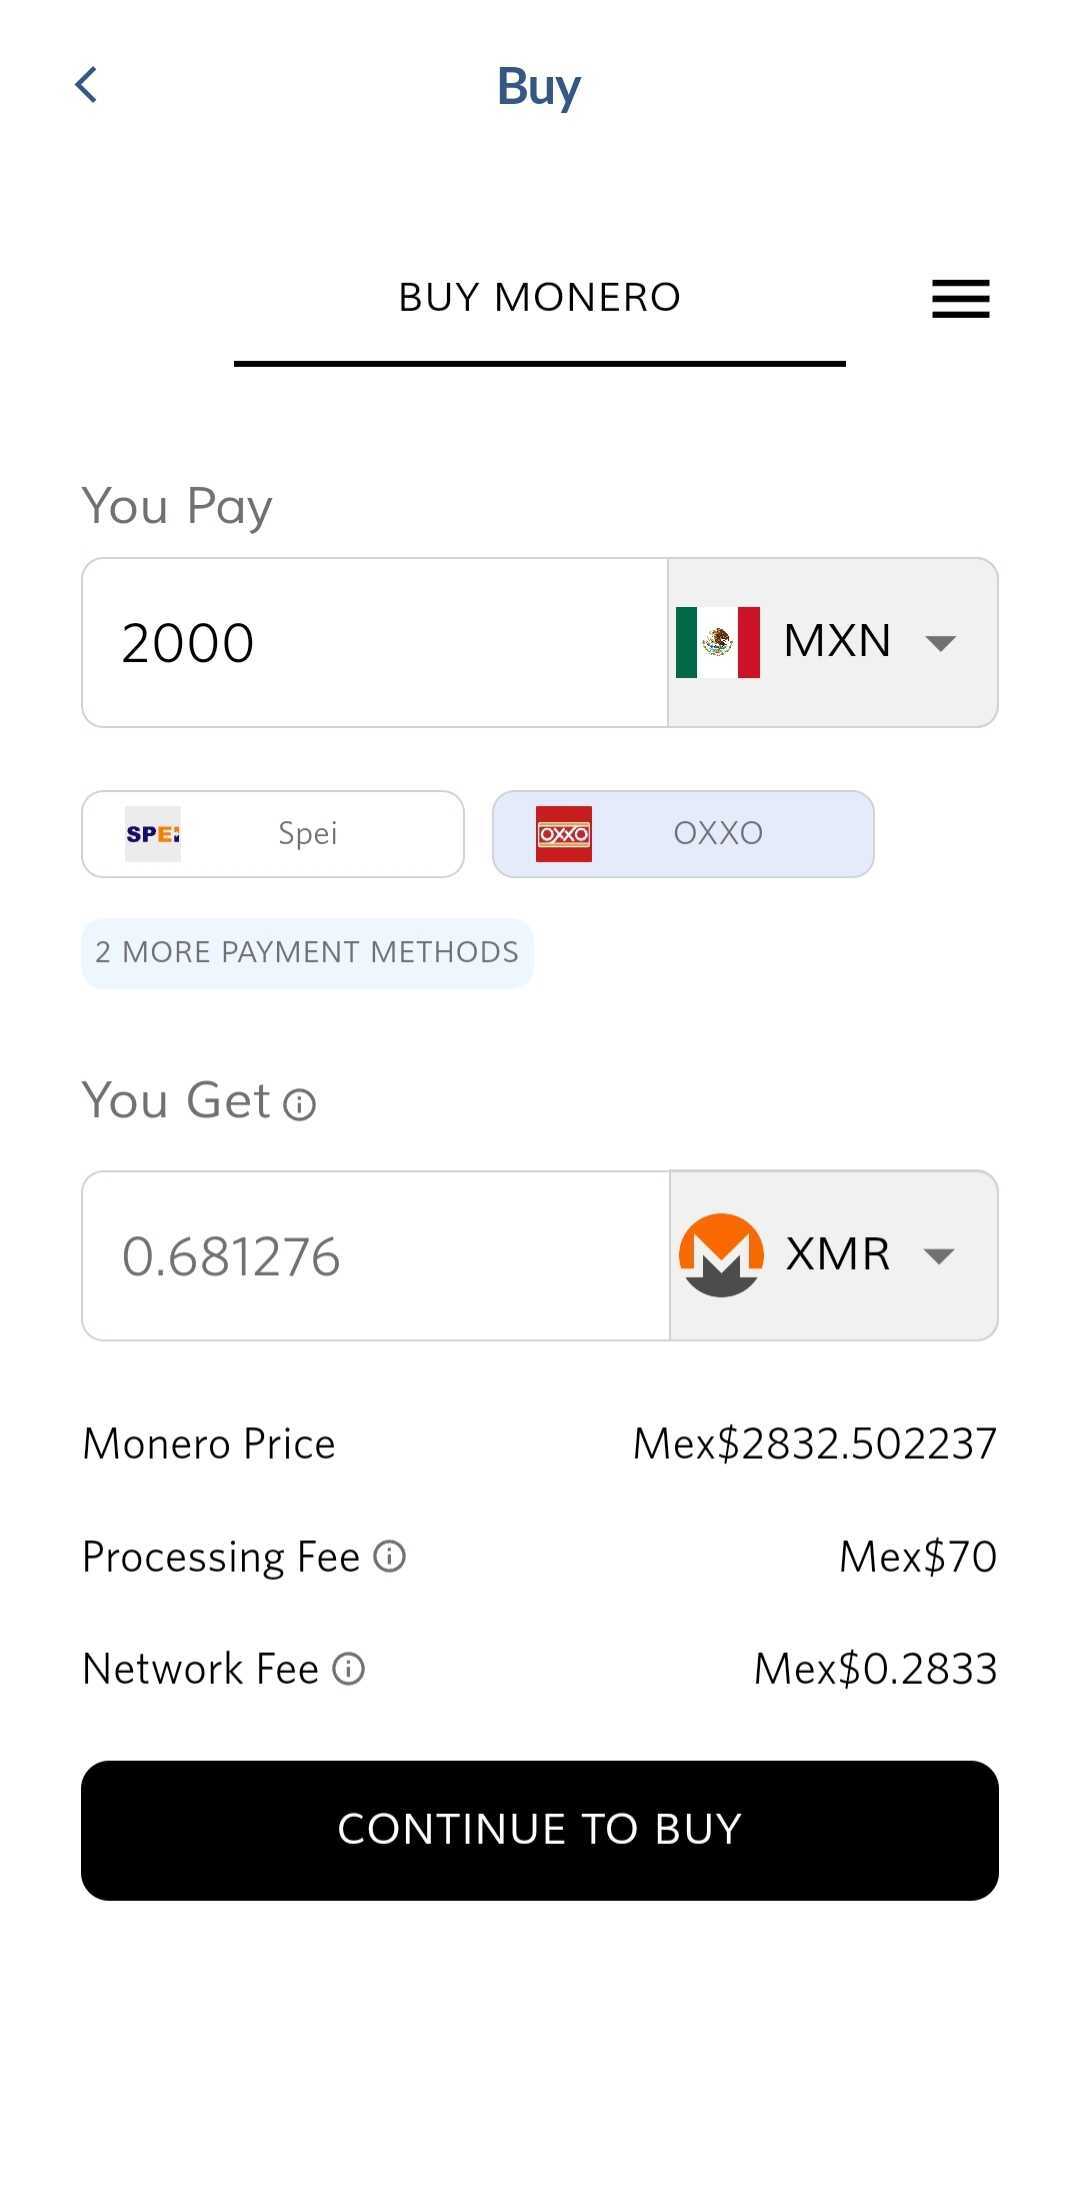 Buy
BUY MONERO
You Pay
2000 MXN
SPEI Spei OXXO OXXO
2 MORE PAYMENT METHODS
You Get
0.681276 XMR
Monero Price Mex$2832.502237
Processing Fee Mex$70
Network Fee Mex$0.2833
CONTINUE TO BUY